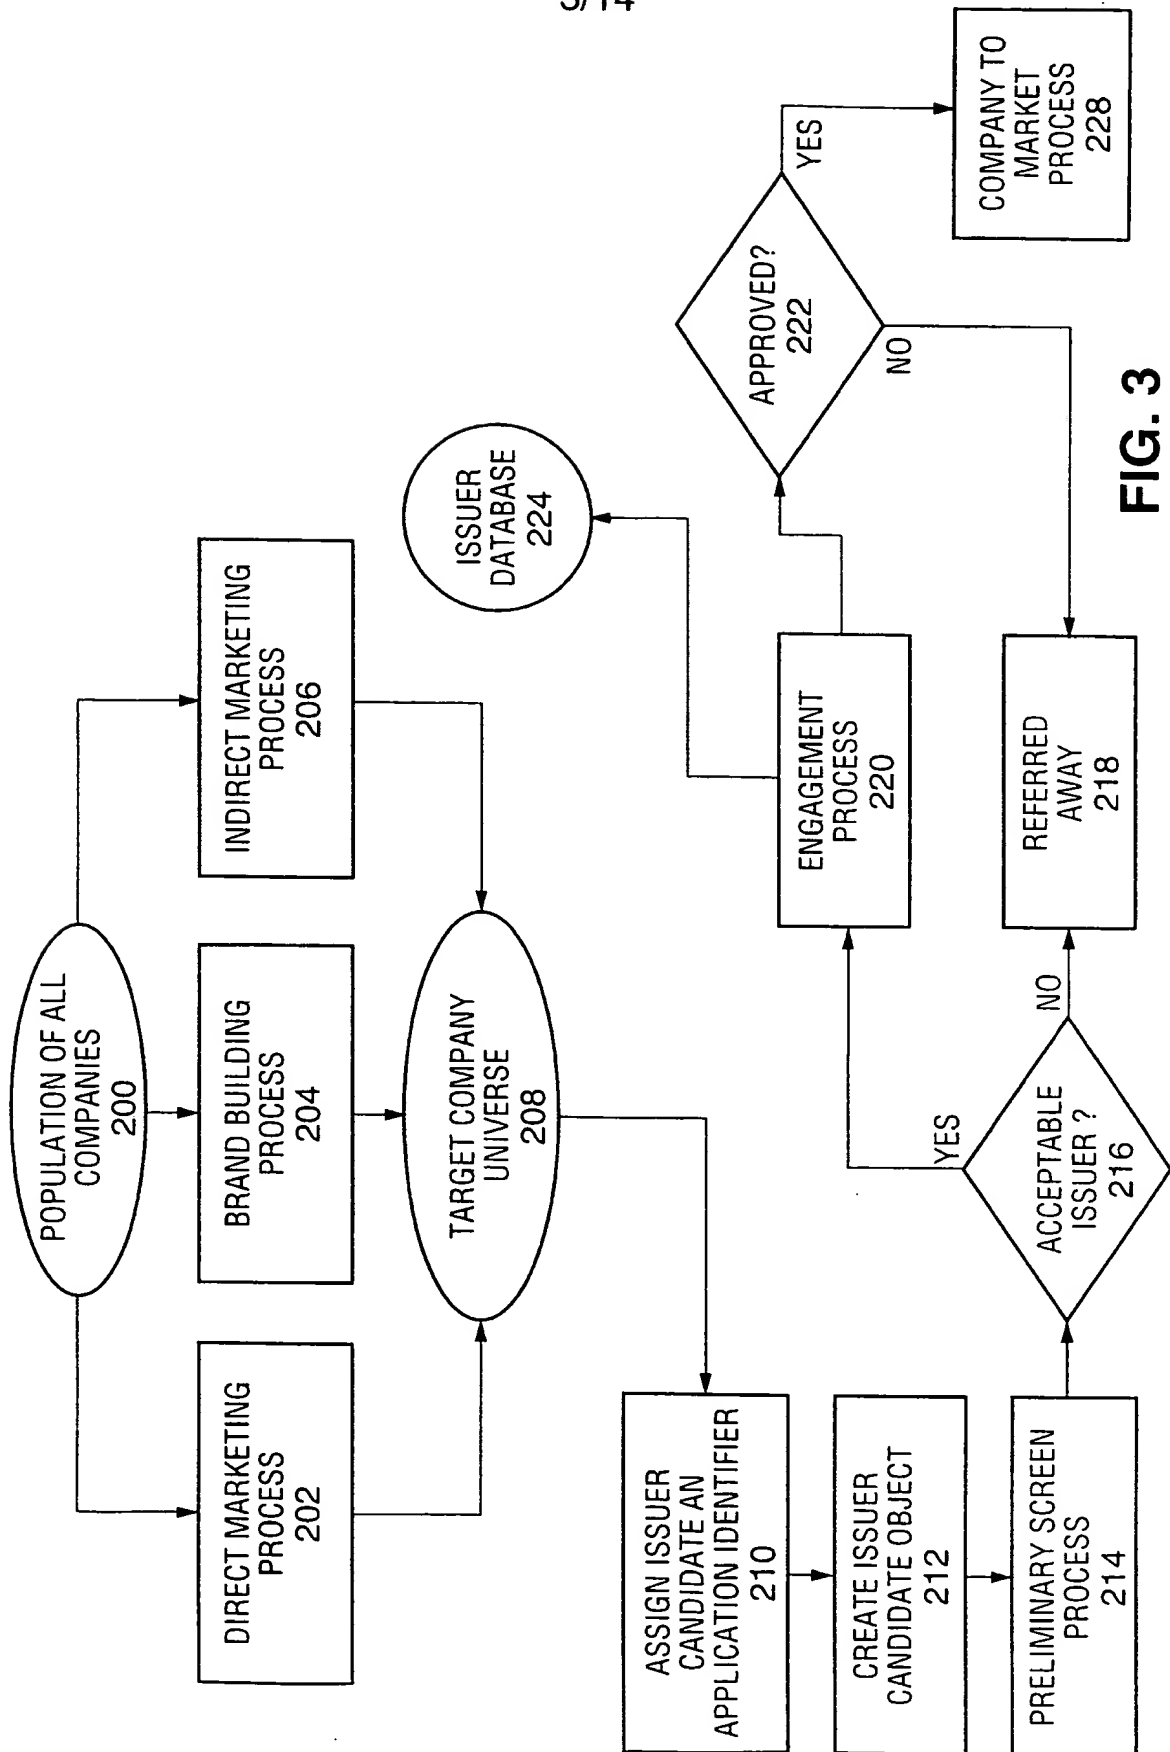 3/14
POPULATION OF ALL
COMPANIES
200
DIRECT MARKETING
PROCESS
202
BRAND BUILDING
PROCESS
204
INDIRECT MARKETING
PROCESS
206
TARGET COMPANY
UNIVERSE
208
ISSUER
DATABASE
224
ASSIGN ISSUER
CANDIDATE AN
APPLICATION IDENTIFIER
210
CREATE ISSUER
CANDIDATE OBJECT
212
PRELIMINARY SCREEN
PROCESS
214
ACCEPTABLE
ISSUER ?
216
YES
NO
ENGAGEMENT
PROCESS
220
REFERRED
AWAY
218
APPROVED?
222
YES
NO
COMPANY TO
MARKET
PROCESS
228
FIG. 3